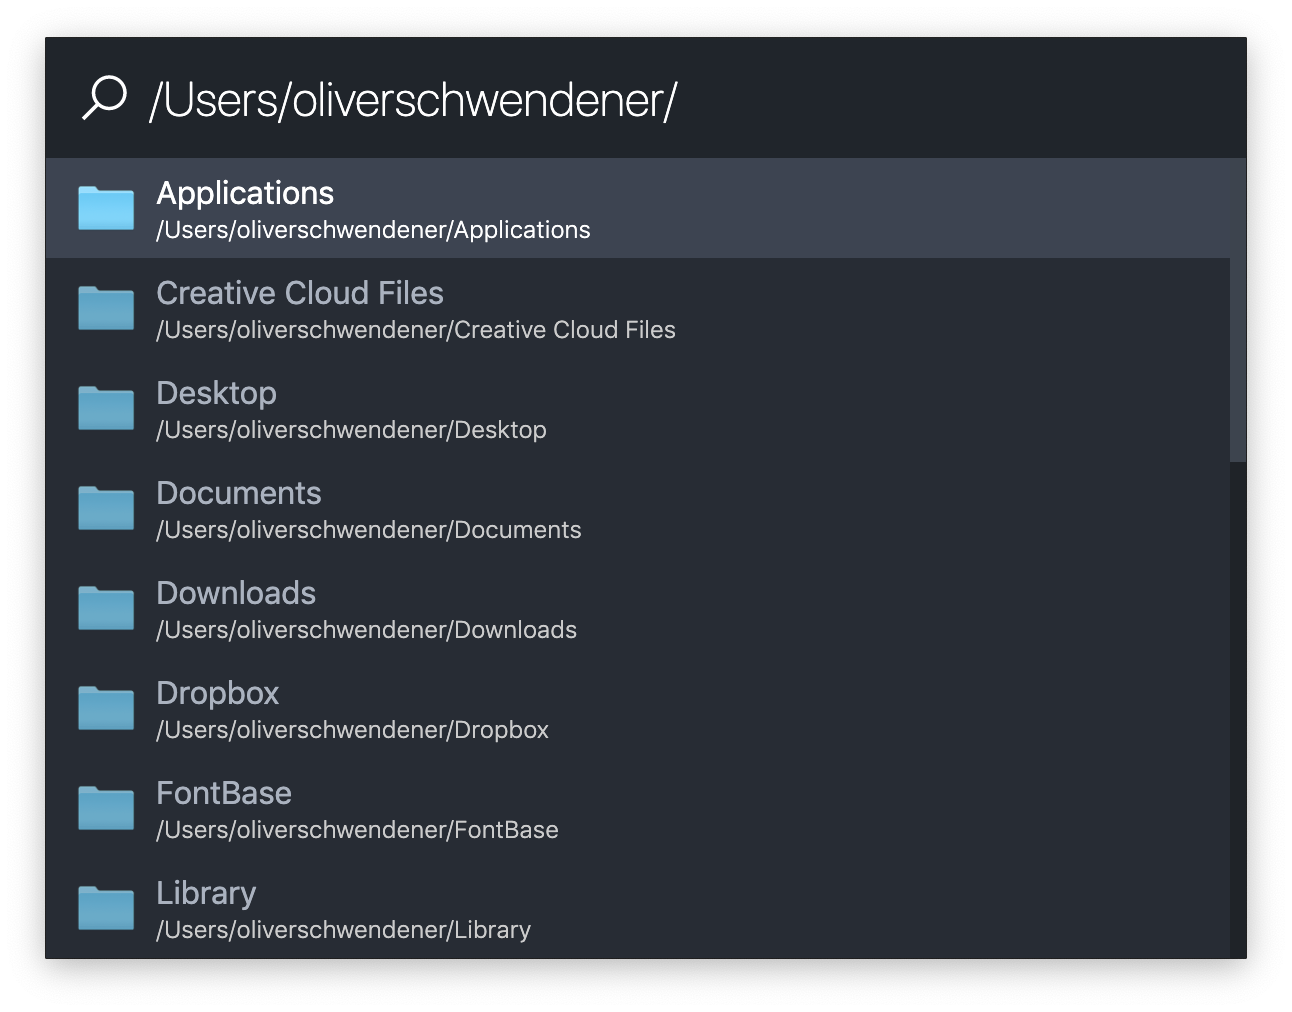 /Users/oliverschwendener/
Applications
/Users/oliverschwendener/Applications
Creative Cloud Files
/Users/oliverschwendener/Creative Cloud Files
Desktop
/Users/oliverschwendener/Desktop
Documents
/Users/oliverschwendener/Documents
Downloads
/Users/oliverschwendener/Downloads
Dropbox
/Users/oliverschwendener/Dropbox
FontBase
/Users/oliverschwendener/FontBase
Library
/Users/oliverschwendener/Library